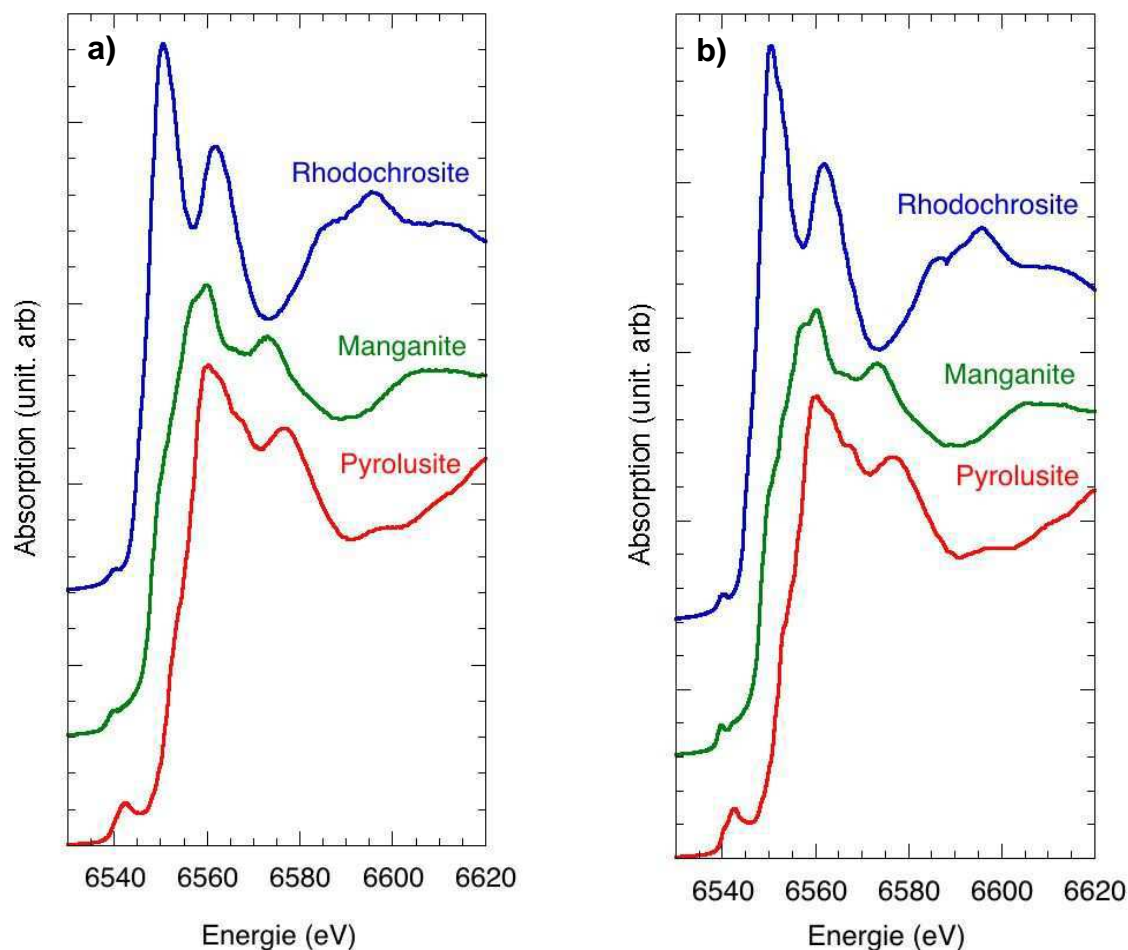 a)
Rhodochrosite
Manganite
Pyrolusite
Absorption (unit. arb)
6540 6560 6580 6600 6620
Energie (eV)
b)
Rhodochrosite
Manganite
Pyrolusite
Absorption (unit. arb)
6540 6560 6580 6600 6620
Energie (eV)